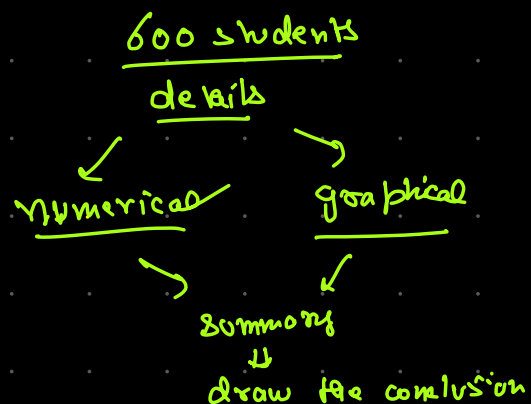 600 students
details
numerical graphical
summary
draw the conclusion